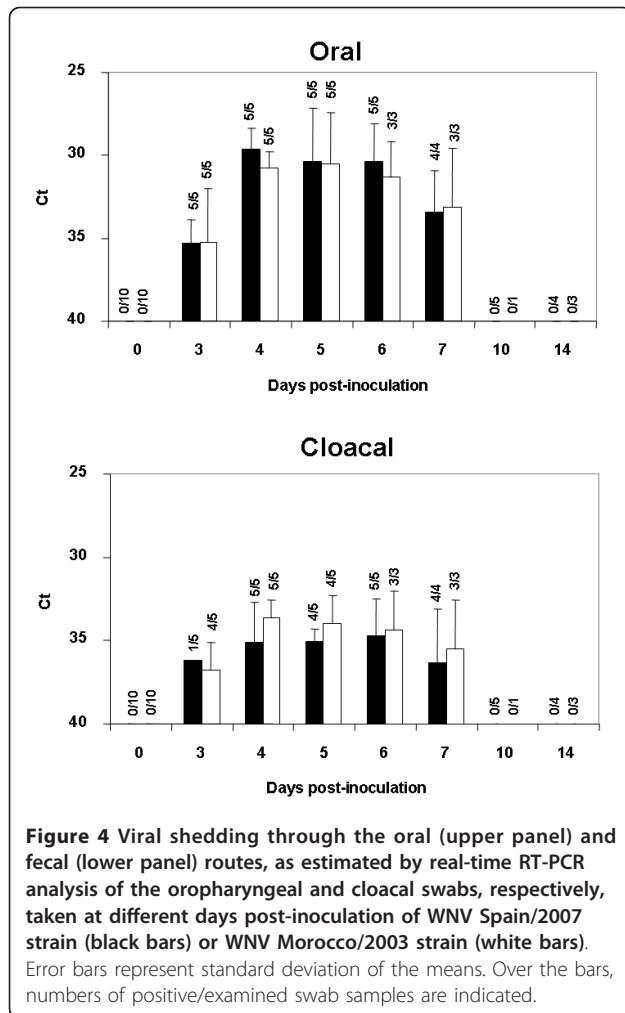 Oral
25
30
35
40
Ct
0/10 0/10 5/5 5/5 5/5 5/5 5/5 5/5 5/5 3/3 4/4 3/3 0/5 0/1 0/4 0/3
0 3 4 5 6 7 10 14
Days post-inoculation
Cloacal
25
30
35
40
Ct
0/10 0/10 1/5 4/5 5/5 5/5 4/5 4/5 5/5 3/3 4/4 3/3 0/5 0/1 0/4 0/3
0 3 4 5 6 7 10 14
Days post-inoculation
Figure 4 Viral shedding through the oral (upper panel) and
fecal (lower panel) routes, as estimated by real-time RT-PCR
analysis of the oropharyngeal and cloacal swabs, respectively,
taken at different days post-inoculation of WNV Spain/2007
strain (black bars) or WNV Morocco/2003 strain (white bars).
Error bars represent standard deviation of the means. Over the bars,
numbers of positive/examined swab samples are indicated.